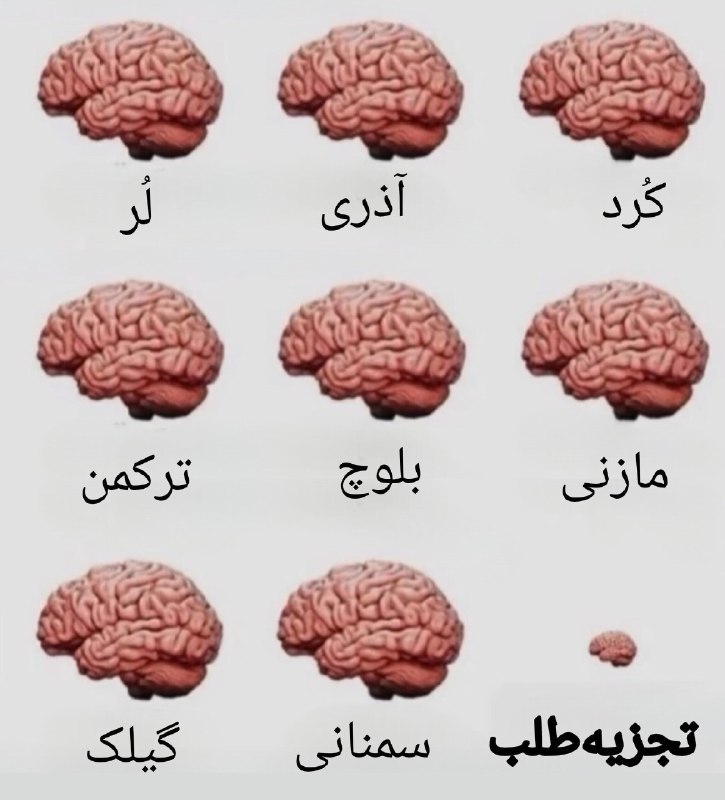 کُرد
آذری
لُر
مازنی
بلوچ
ترکمن
تجزیه‌طلب
سمنانی
گیلک